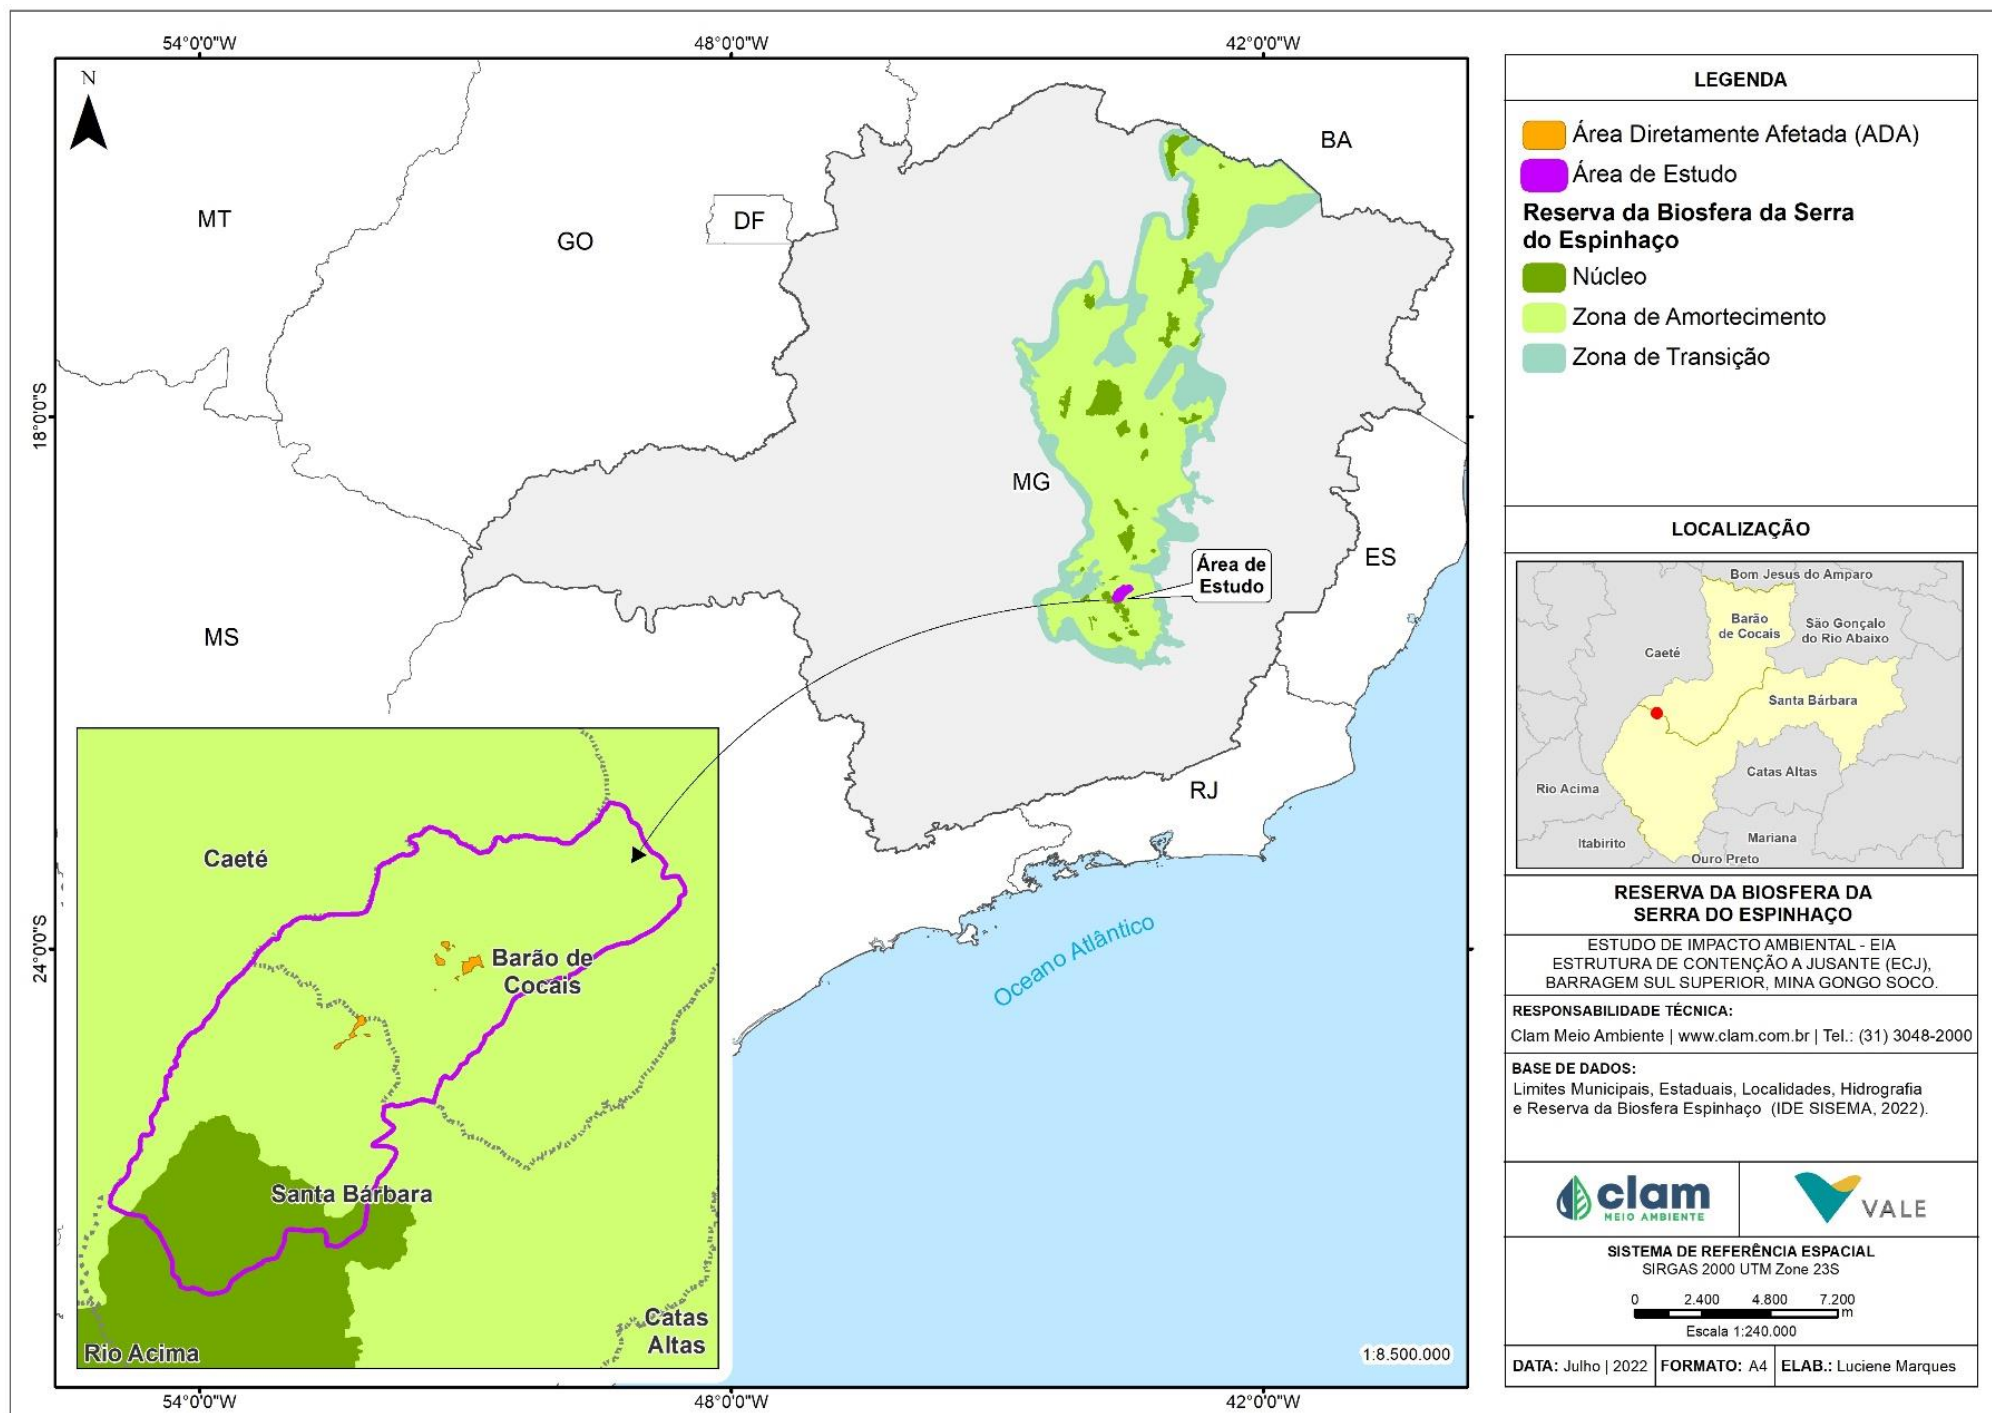 54°0'0"W
48°0'0"W
42°0'0"W
N
MT
GO
DF
BA
MG
ES
MS
RJ
18°0'0"S
24°0'0"S
Área de
Estudo
Oceano Atlântico
1:8.500.000
Caeté
Barão de
Cocais
Santa Bárbara
Catas
Altas
Rio Acima
54°0'0"W
48°0'0"W
42°0'0"W
LEGENDA
Área Diretamente Afetada (ADA)
Área de Estudo
Reserva da Biosfera da Serra
do Espinhaço
Núcleo
Zona de Amortecimento
Zona de Transição
LOCALIZAÇÃO
Bom Jesus do Amparo
Barão
de Cocais
São Gonçalo
do Rio Abaixo
Caeté
Santa Bárbara
Catas Altas
Rio Acima
Mariana
Itabirito
Ouro Preto
RESERVA DA BIOSFERA DA
SERRA DO ESPINHAÇO
ESTUDO DE IMPACTO AMBIENTAL - EIA
ESTRUTURA DE CONTENÇÃO A JUSANTE (ECJ),
BARRAGEM SUL SUPERIOR, MINA GONGO SOCO.
RESPONSABILIDADE TÉCNICA:
Clam Meio Ambiente | www.clam.com.br | Tel.: (31) 3048-2000
BASE DE DADOS:
Limites Municipais, Estaduais, Localidades, Hidrografia
e Reserva da Biosfera Espinhaço (IDE SISEMA, 2022).
clam
MEIO AMBIENTE
VALE
SISTEMA DE REFERÊNCIA ESPACIAL
SIRGAS 2000 UTM Zone 23S
0 2.400 4.800 7.200
m
Escala 1:240.000
DATA: Julho | 2022 FORMATO: A4 ELAB.: Luciene Marques